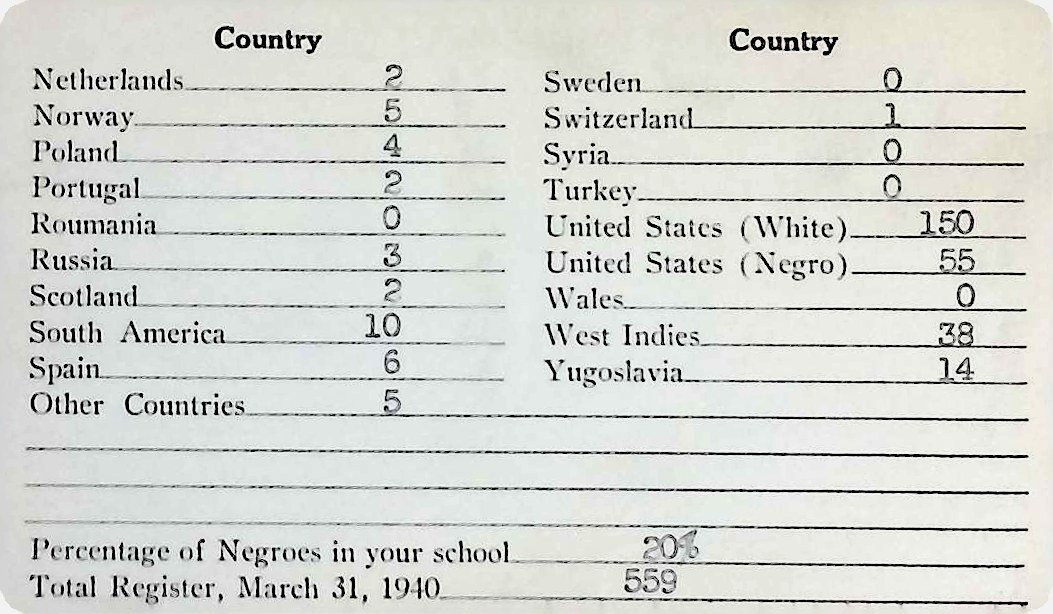 Country Country
Netherlands 2 Sweden 0
Norway 5 Switzerland 1
Poland 4 Syria 0
Portugal 2 Turkey 0
Roumania 0 United States (White) 150
Russia 3 United States (Negro) 55
Scotland 2 Wales 0
South America 10 West Indies 38
Spain 6 Yugoslavia 14
Other Countries 5
Percentage of Negroes in your school 20%
Total Register, March 31, 1940 559